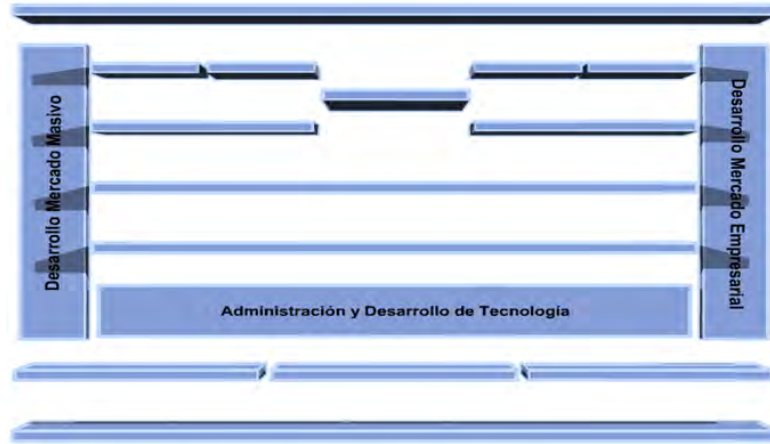 Desarrollo Mercado Masivo
Desarrollo Mercado Empresarial
Administración y Desarrollo de Tecnología